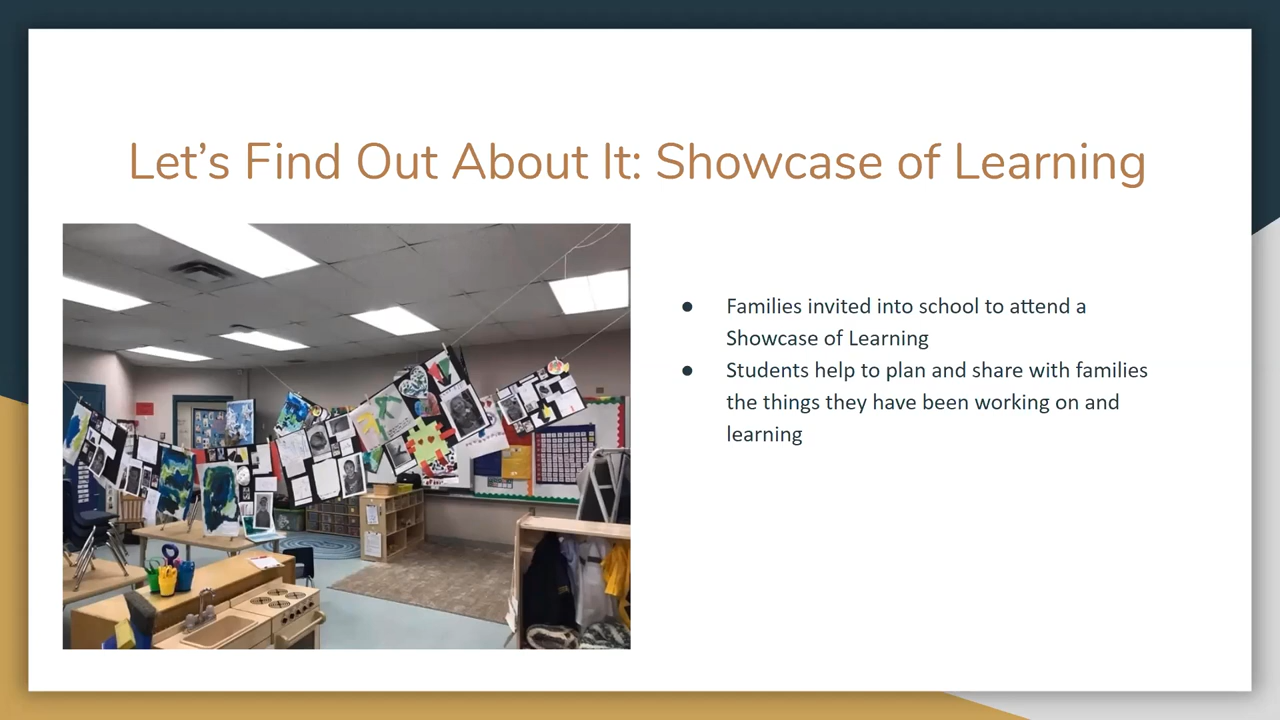 Let's Find Out About It: Showcase of Learning
● Families invited into school to attend a
Showcase of Learning
● Students help to plan and share with families
the things they have been working on and
learning